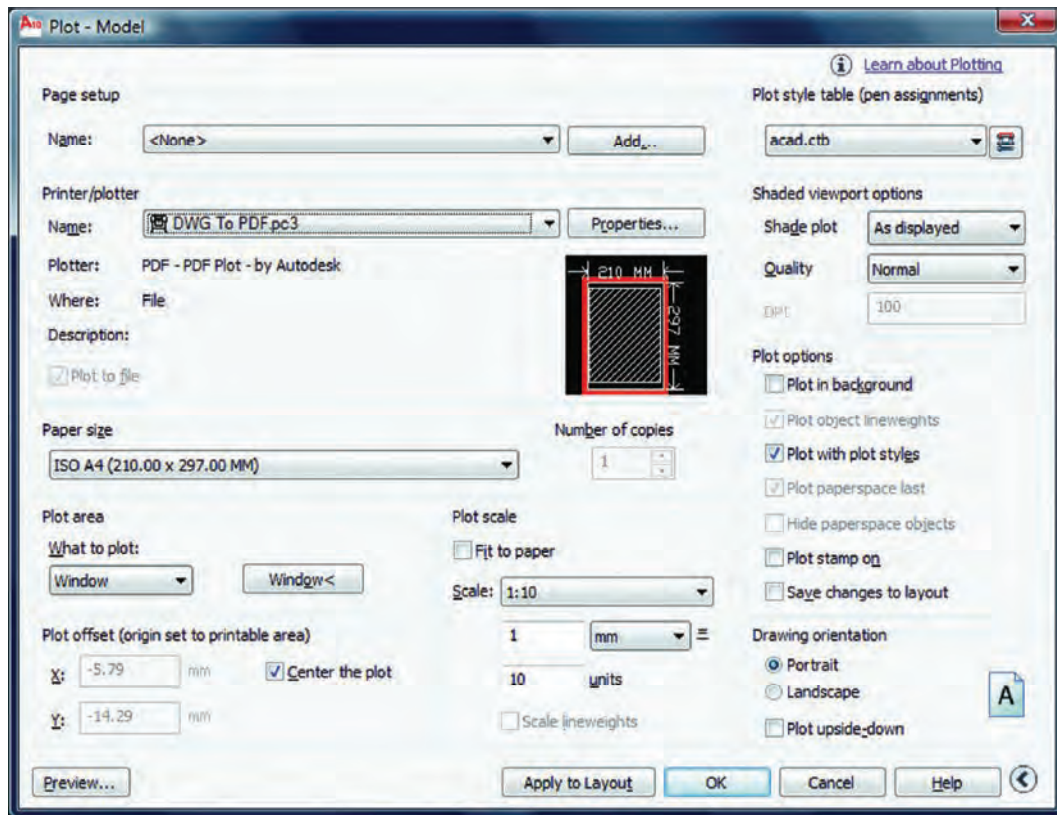 A10 Plot - Model
Learn about Plotting
Page setup
Name: <None> Add...
Plot style table (pen assignments)
acad.ctb
Printer/plotter
Name: DWG To PDF.pc3 Properties...
Plotter: PDF - PDF Plot - by Autodesk
Where: File
Description:
Plot to file
210 MM
297 MM
Shaded viewport options
Shade plot As displayed
Quality Normal
DPI 100
Paper size
ISO A4 (210.00 x 297.00 MM)
Number of copies
1
Plot options
Plot in background
Plot object lineweights
Plot with plot styles
Plot paperspace last
Hide paperspace objects
Plot stamp on
Save changes to layout
Plot area
What to plot:
Window Window<
Plot scale
Fit to paper
Scale: 1:10
1 mm =
10 units
Scale lineweights
Plot offset (origin set to printable area)
X: -5.79 mm Center the plot
Y: -14.29 mm
Drawing orientation
Portrait
Landscape
Plot upside-down
A
Preview... Apply to Layout OK Cancel Help